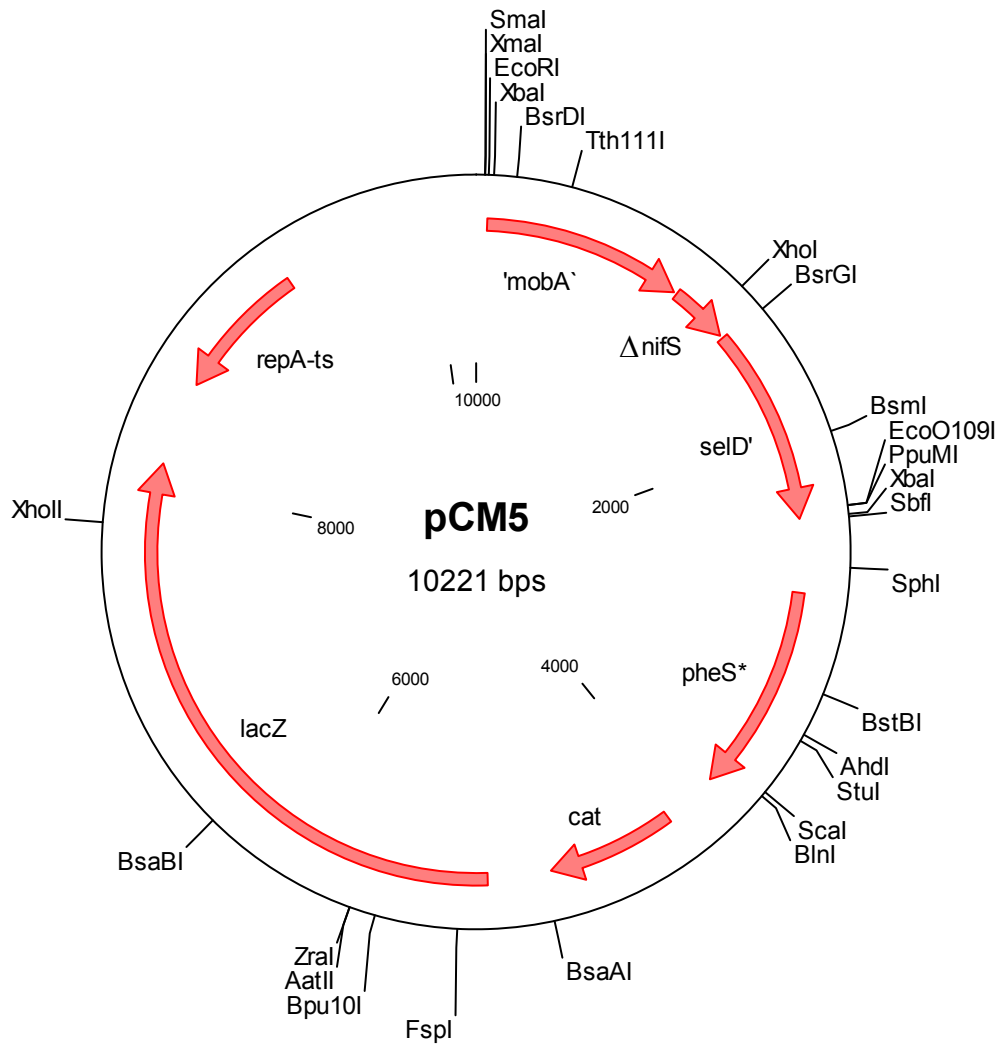 SmaI
XmaI
EcoRI
XbaI
BsrDI
Tth111I
XhoI
BsrGI
'mobA`
ΔnifS
repA-ts
10000
BsmI
EcoO109I
PpuMI
XbaI
SbfI
selD'
2000
XhoII
8000
pCM5
10221 bps
SphI
pheS*
4000
6000
lacZ
BstBI
AhdI
StuI
cat
ScaI
BlnI
BsaBI
ZraI
AatII
Bpu10I
BsaAI
FspI